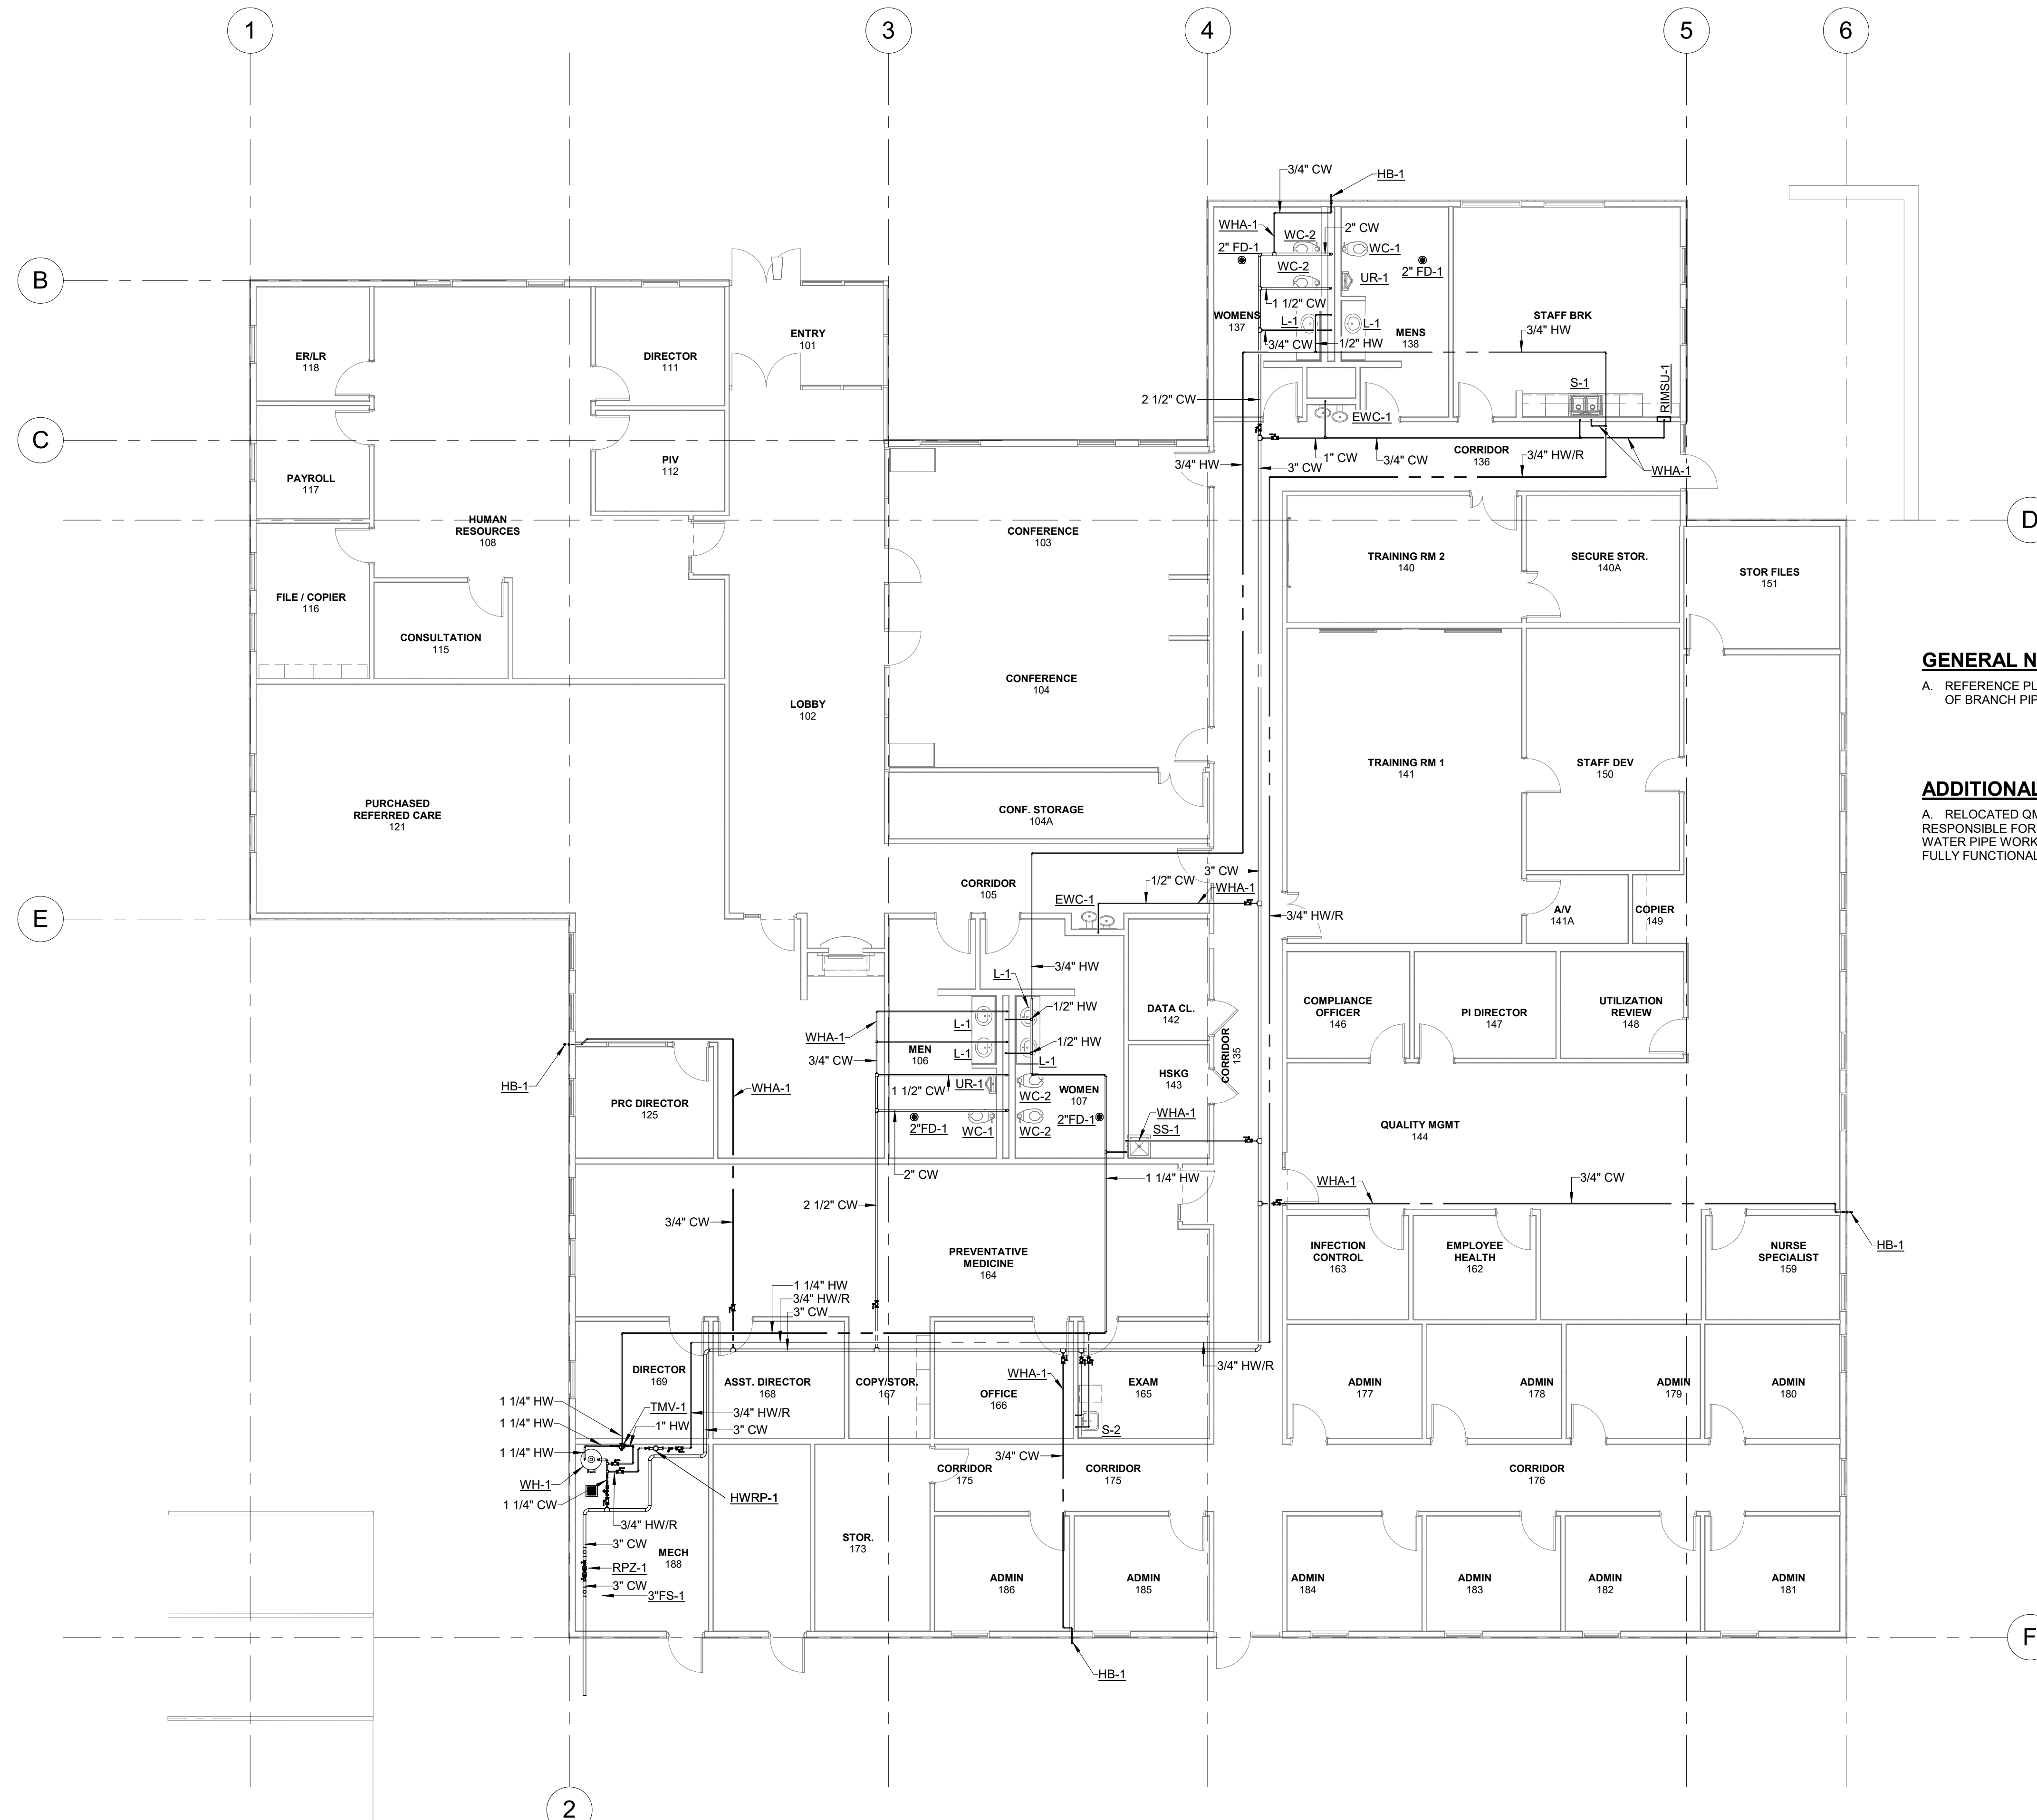 1
3
4
5
6
3/4" CW
HB-1
WHA-1
WC-2
2" CW
WC-1
2" FD-1
WC-2
UR-1
2" FD-1
B
1 1/2" CW
WOMENS
137
L-1
L-1
MENS
138
STAFF BRK
3/4" HW
3/4" CW
1/2" HW
ENTRY
101
ER/LR
118
DIRECTOR
111
S-1
RIMSU-1
2 1/2" CW
EWC-1
C
PIV
112
1" CW
3/4" CW
CORRIDOR
136
3/4" HW/R
WHA-1
3/4" HW
3" CW
PAYROLL
117
HUMAN
RESOURCES
108
D
CONFERENCE
103
TRAINING RM 2
140
SECURE STOR.
140A
STOR FILES
151
FILE / COPIER
116
CONSULTATION
115
GENERAL N
A. REFERENCE PL
OF BRANCH PIP
CONFERENCE
104
LOBBY
102
TRAINING RM 1
141
STAFF DEV
150
ADDITIONAL
A. RELOCATED QM
RESPONSIBLE FOR
WATER PIPE WORK
FULLY FUNCTIONAL
PURCHASED
REFERRED CARE
121
CONF. STORAGE
104A
CORRIDOR
105
3" CW
1/2" CW
WHA-1
EWC-1
E
3/4" HW/R
A/V
141A
COPIER
149
3/4" HW
L-1
1/2" HW
DATA CL.
142
COMPLIANCE
OFFICER
146
PI DIRECTOR
147
UTILIZATION
REVIEW
148
L-1
WHA-1
MEN
106
3/4" CW
L-1
1/2" HW
L-1
CORRIDOR
135
HSKG
143
HB-1
WHA-1
1 1/2" CW
UR-1
WC-2
WOMEN
107
PRC DIRECTOR
125
2"FD-1
WC-1
WC-2
2"FD-1
WHA-1
SS-1
QUALITY MGMT
144
2" CW
1 1/4" HW
WHA-1
3/4" CW
2 1/2" CW
3/4" CW
PREVENTATIVE
MEDICINE
164
INFECTION
CONTROL
163
EMPLOYEE
HEALTH
162
NURSE
SPECIALIST
159
HB-1
1 1/4" HW
3/4" HW/R
3" CW
DIRECTOR
169
ASST. DIRECTOR
168
COPY/STOR.
167
OFFICE
166
WHA-1
EXAM
165
3/4" HW/R
ADMIN
177
ADMIN
178
ADMIN
179
ADMIN
180
1 1/4" HW
TMV-1
3/4" HW/R
1 1/4" HW
1" HW
3" CW
S-2
1 1/4" HW
3/4" CW
CORRIDOR
175
CORRIDOR
175
CORRIDOR
176
WH-1
HWRP-1
1 1/4" CW
3/4" HW/R
3" CW
MECH
188
STOR.
173
RPZ-1
3" CW
3"FS-1
ADMIN
186
ADMIN
185
ADMIN
184
ADMIN
183
ADMIN
182
ADMIN
181
F
HB-1
2